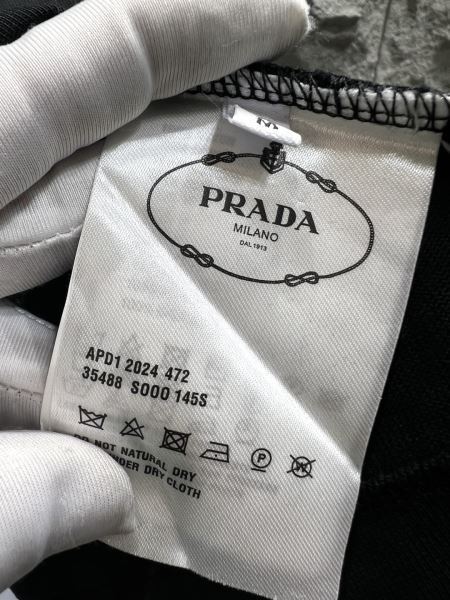 M
PRADA
MILANO
DAL 1913
APD1 2024 472
35488 S000 145S
P
W
DO NOT NATURAL DRY
UNDER DRY CLOTH